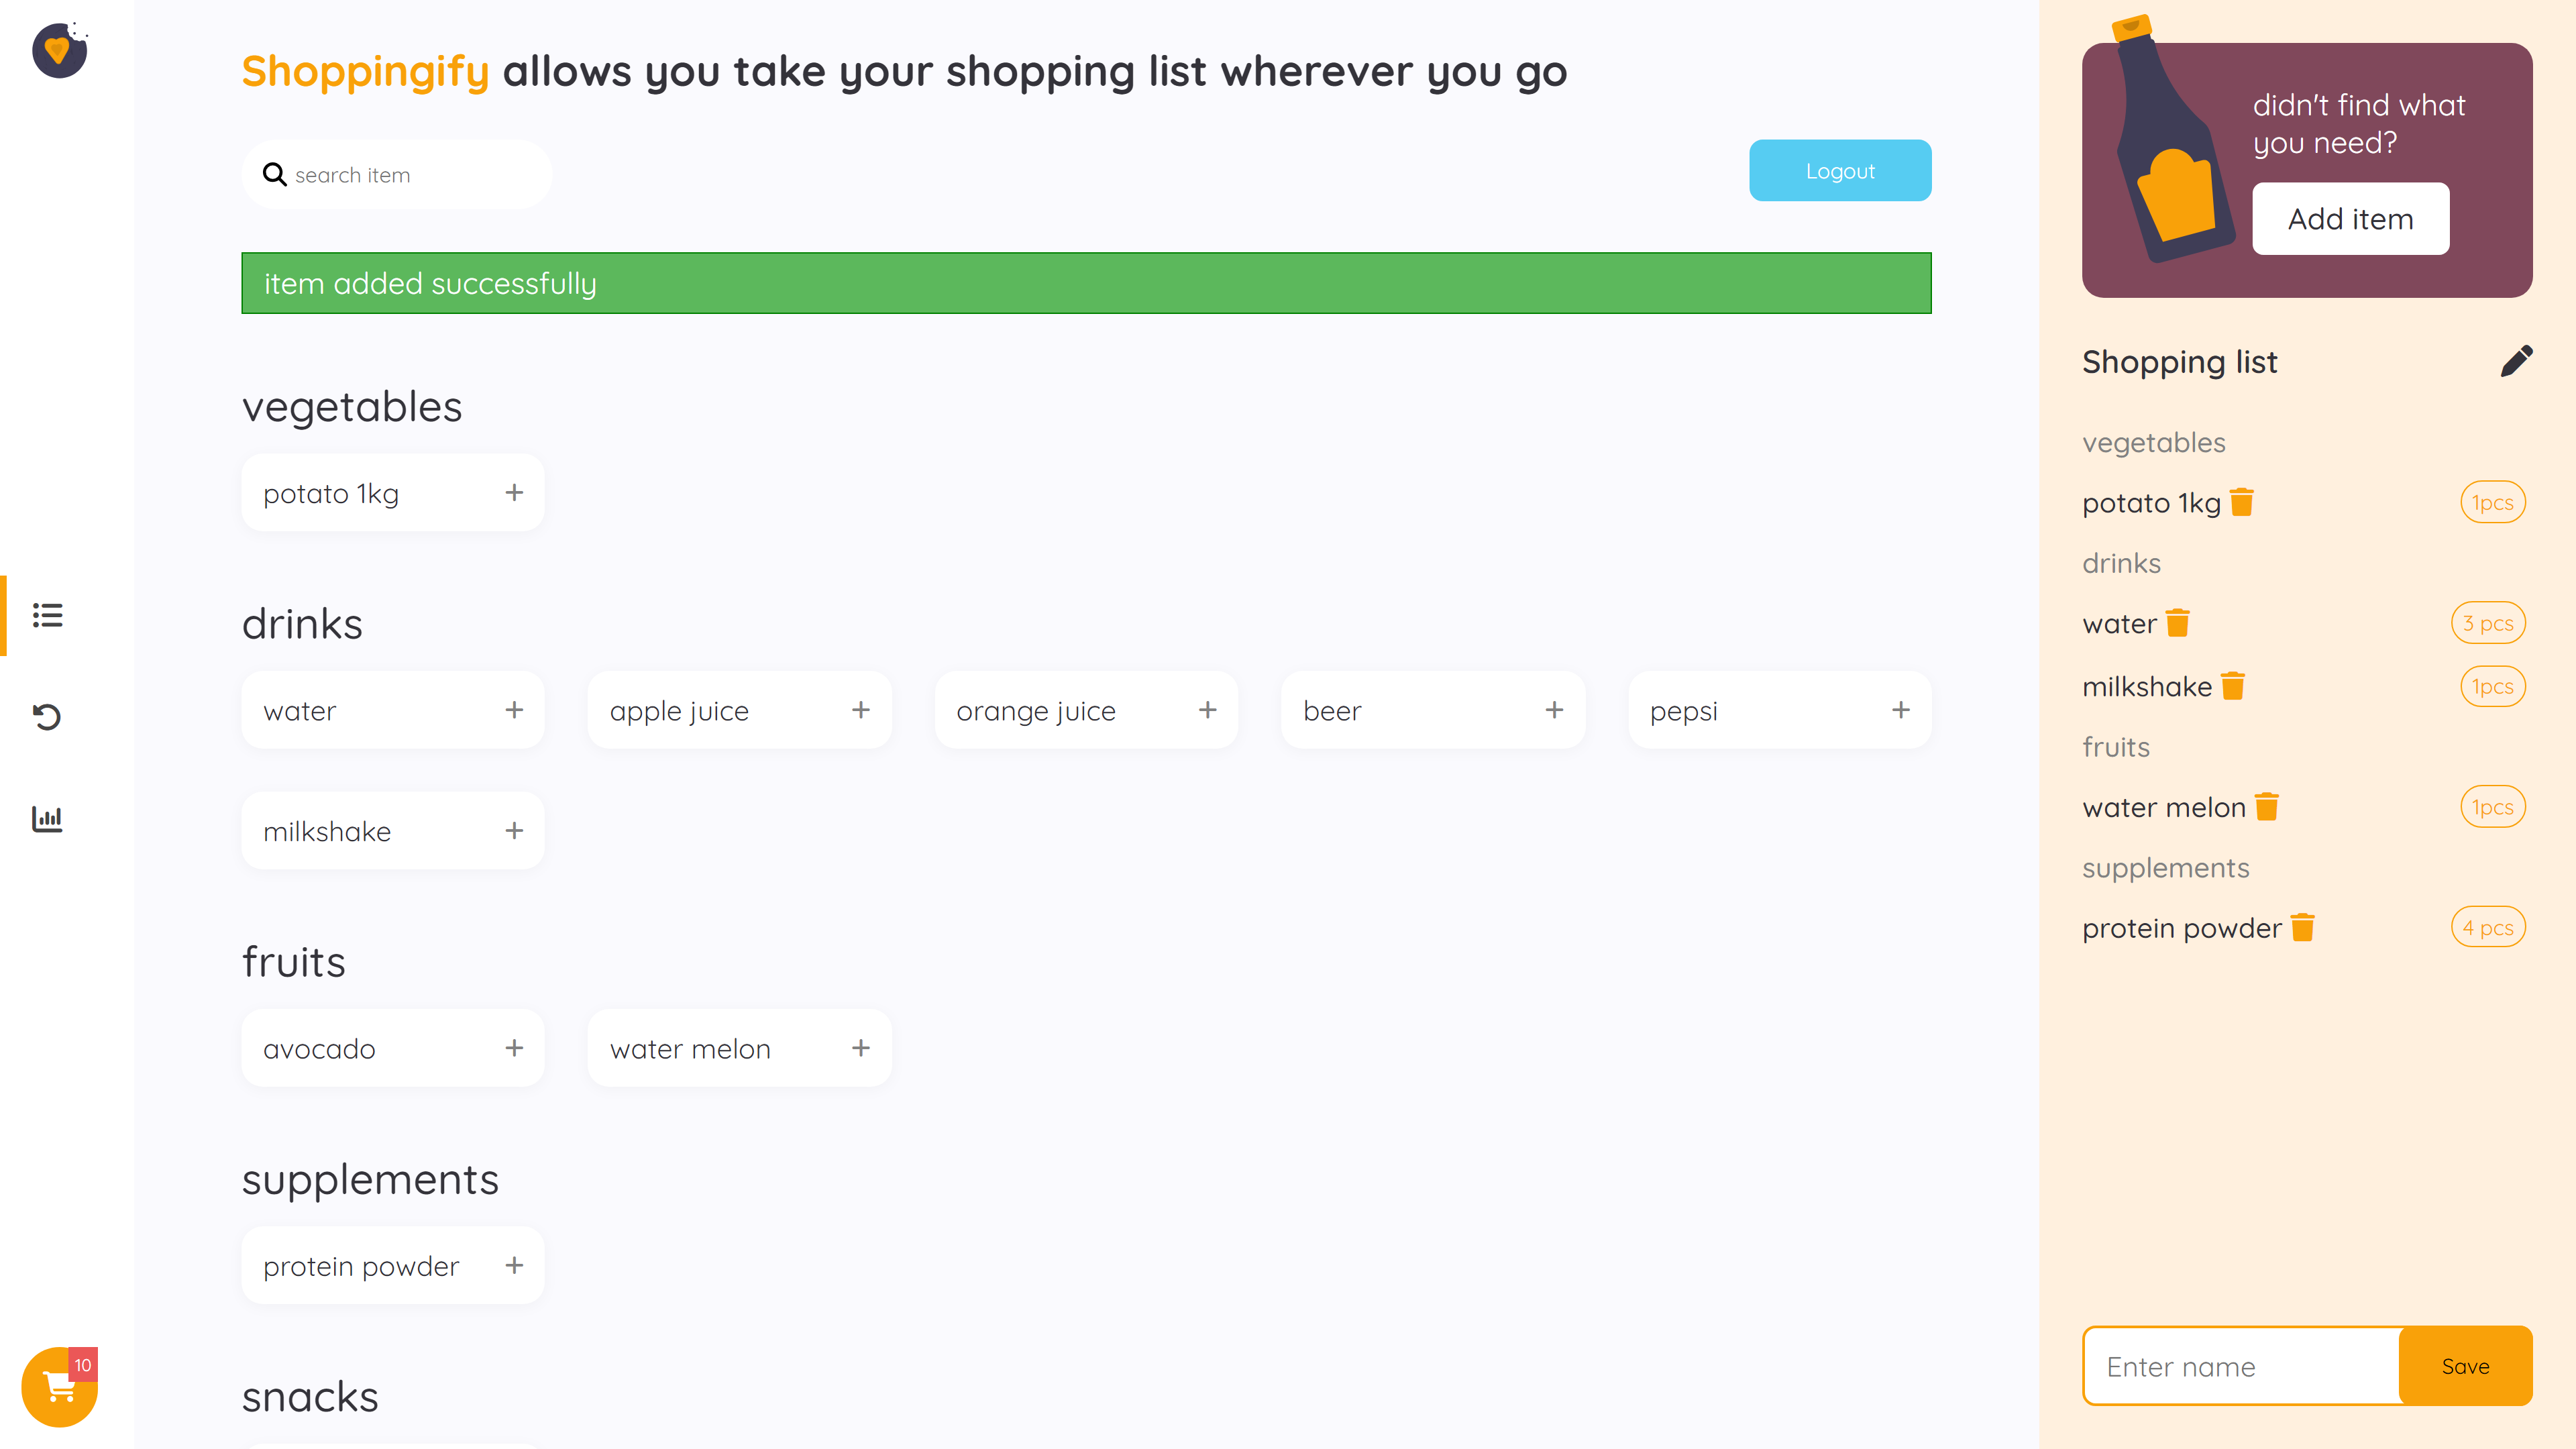 Shoppingify allows you take your shopping list wherever you go
search item
Logout
item added successfully
vegetables
potato 1kg
drinks
water
apple juice
orange juice
beer
pepsi
milkshake
fruits
avocado
water melon
supplements
protein powder
snacks
10
didn't find what
you need?
Add item
Shopping list
vegetables
potato 1kg 1pcs
drinks
water 3 pcs
milkshake 1pcs
fruits
water melon 1pcs
supplements
protein powder 4 pcs
Enter name
Save